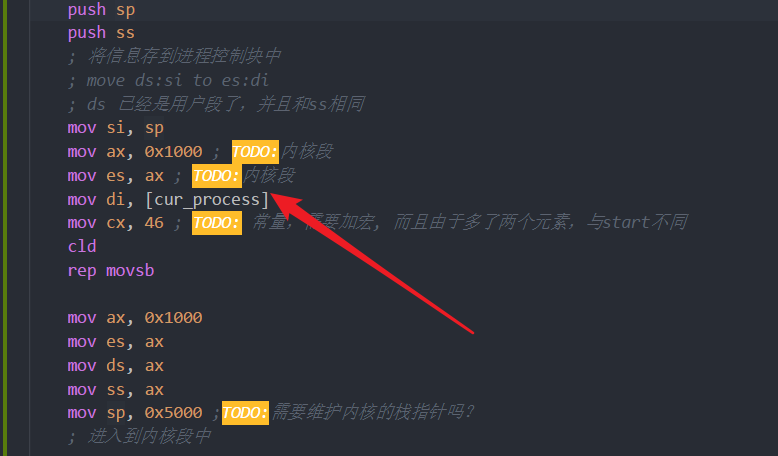 push sp
push ss
; 将信息存到进程控制块中
; move ds:si to es:di
; ds 已经是用户段了，并且和ss相同
mov si, sp
mov ax, 0x1000 ; TODO:内核段
mov es, ax ; TODO:内核段
mov di, [cur_process]
mov cx, 46 ; TODO: 常量，需要加宏, 而且由于多了两个元素，与start不同
cld
rep movsb
mov ax, 0x1000
mov es, ax
mov ds, ax
mov ss, ax
mov sp, 0x5000 ;TODO:需要维护内核的栈指针吗？
; 进入到内核段中